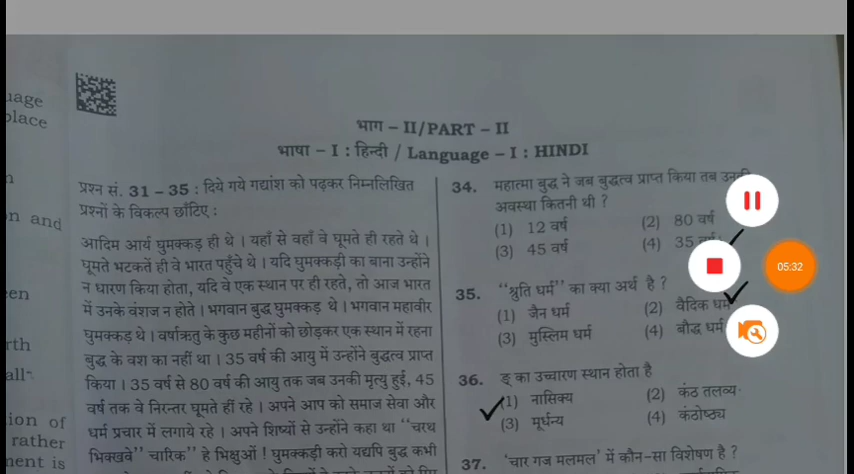 uage
place
n and
een
rth
all
ion of
rather
ment is
भाग – II/PART – II
भाषा – I : हिन्दी / Language – I : HINDI
प्रश्न सं. 31 – 35 : दिये गये गद्यांश को पढ़कर निम्नलिखित
प्रश्नों के विकल्प छाँटिए :
आदिम आर्य घुमक्कड़ ही थे । यहाँ से वहाँ वे घूमते ही रहते थे ।
घूमते भटकते ही वे भारत पहुँचे थे । यदि घुमक्कड़ी का बाना उन्होंने
न धारण किया होता, यदि वे एक स्थान पर ही रहते, तो आज भारत
में उनके वंशज न होते । भगवान बुद्ध घुमक्कड़ थे । भगवान महावीर
घुमक्कड़ थे । वर्षाऋतु के कुछ महीनों को छोड़कर एक स्थान में रहना
बुद्ध के वश का नहीं था । 35 वर्ष की आयु में उन्होंने बुद्धत्व प्राप्त
किया । 35 वर्ष से 80 वर्ष की आयु तक जब उनकी मृत्यु हुई, 45
वर्ष तक वे निरन्तर घूमते हीं रहे । अपने आप को समाज सेवा और
धर्म प्रचार में लगाये रहे । अपने शिष्यों से उन्होंने कहा था ‘‘चरथ
भिक्खवे’’ चारिक’’ हे भिक्षुओं ! घुमक्कड़ी करो यद्यपि बुद्ध कभी
34. महात्मा बुद्ध ने जब बुद्धत्व प्राप्त किया तब उनकी
अवस्था कितनी थी ?
(1) 12 वर्ष (2) 80 वर्ष
(3) 45 वर्ष (4) 35 वर्ष
35. ‘‘श्रुति धर्म’’ का क्या अर्थ है ?
(1) जैन धर्म (2) वैदिक धर्म
(3) मुस्लिम धर्म (4) बौद्ध धर्म
36. ङ् का उच्चारण स्थान होता है
(1) नासिक्य (2) कंठ तलव्य
(3) मूर्धन्य (4) कंठोष्ठ्य
37. ‘चार गज मलमल’ में कौन-सा विशेषण है ?
05:32